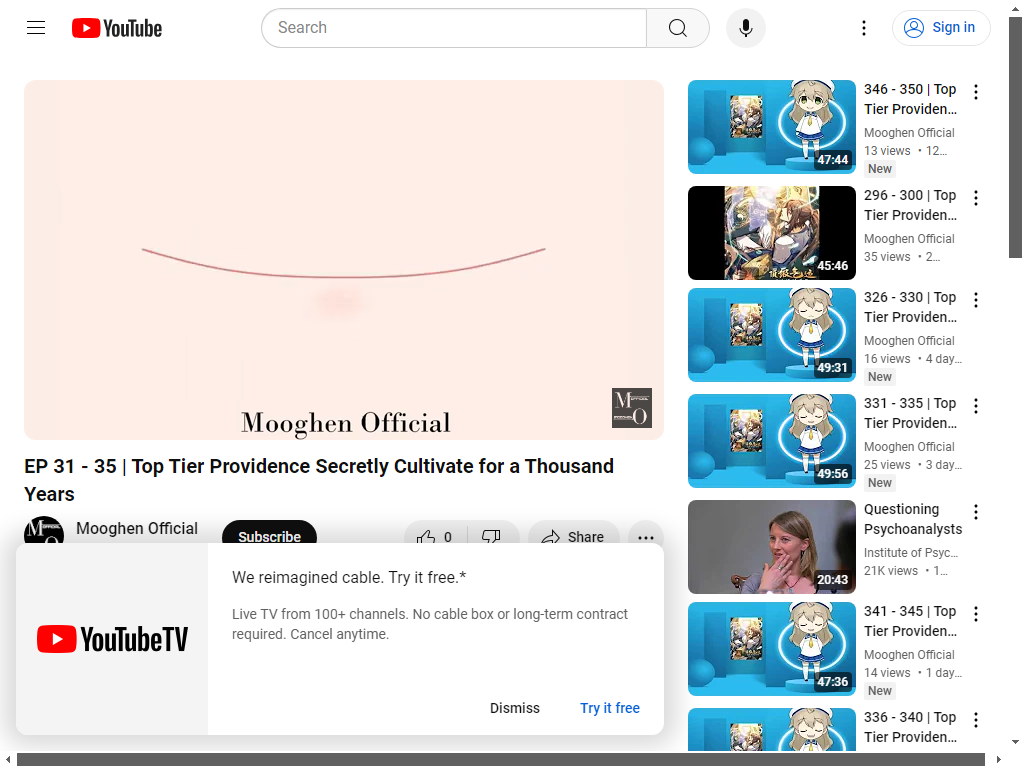 YouTube
Search
Sign in
Mooghen Official
EP 31 - 35 | Top Tier Providence Secretly Cultivate for a Thousand
Years
Mooghen Official
Subscribe
0
Share
We reimagined cable. Try it free.*
Live TV from 100+ channels. No cable box or long-term contract
required. Cancel anytime.
YouTubeTV
Dismiss
Try it free
346 - 350 | Top
Tier Providen...
Mooghen Official
13 views • 12...
New
47:44
296 - 300 | Top
Tier Providen...
Mooghen Official
35 views • 2...
45:46
326 - 330 | Top
Tier Providen...
Mooghen Official
16 views • 4 day...
New
49:31
331 - 335 | Top
Tier Providen...
Mooghen Official
25 views • 3 day...
New
49:56
Questioning
Psychoanalysts
Institute of Psyc...
21K views • 1...
20:43
341 - 345 | Top
Tier Providen...
Mooghen Official
14 views • 1 day...
New
47:36
336 - 340 | Top
Tier Providen...